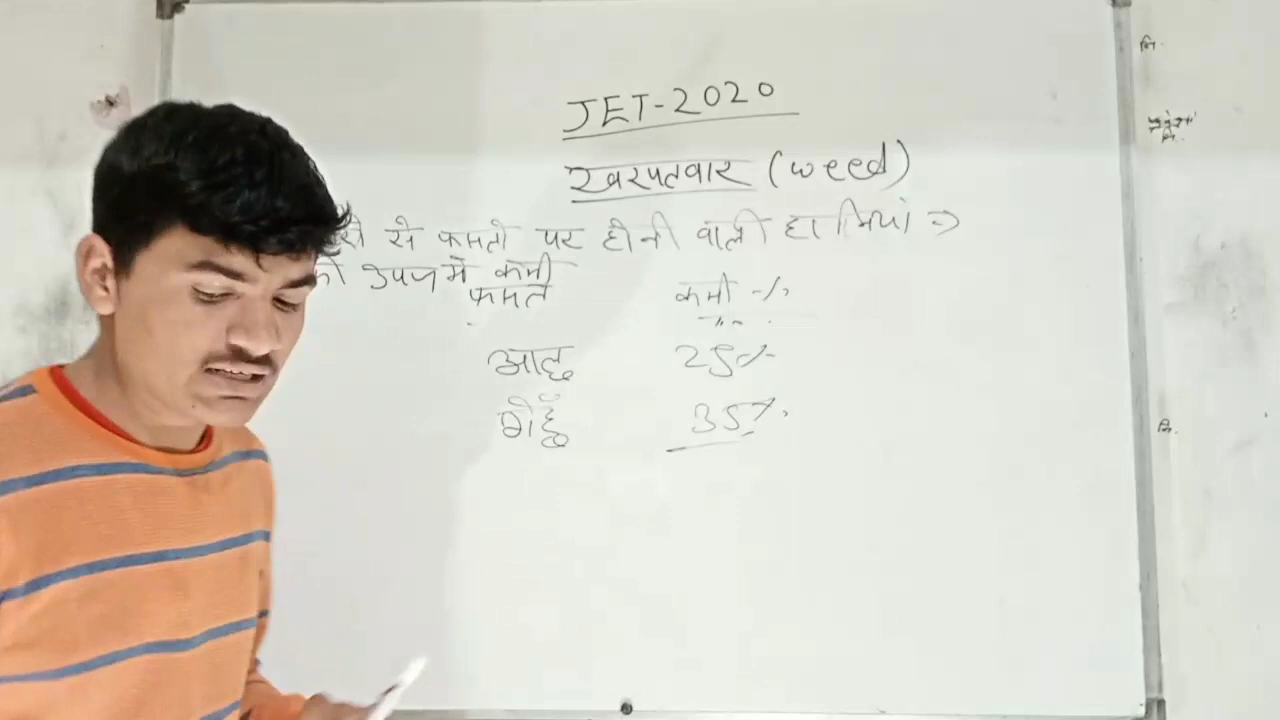 JET-2020
खरपतवार (weed)
से फसलो पर होनी वाली हानियां =>
उपज में कमी
फसल कमी %
आलू 25%
गेहूँ 35%
नि.
नि.
नि.